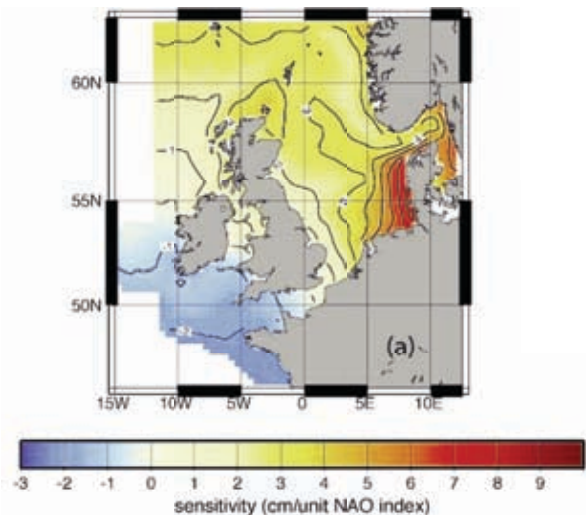 60N
55N
50N
(a)
15W 10W 5W 0 5E 10E
-3 -2 -1 0 1 2 3 4 5 6 7 8 9
sensitivity (cm/unit NAO index)